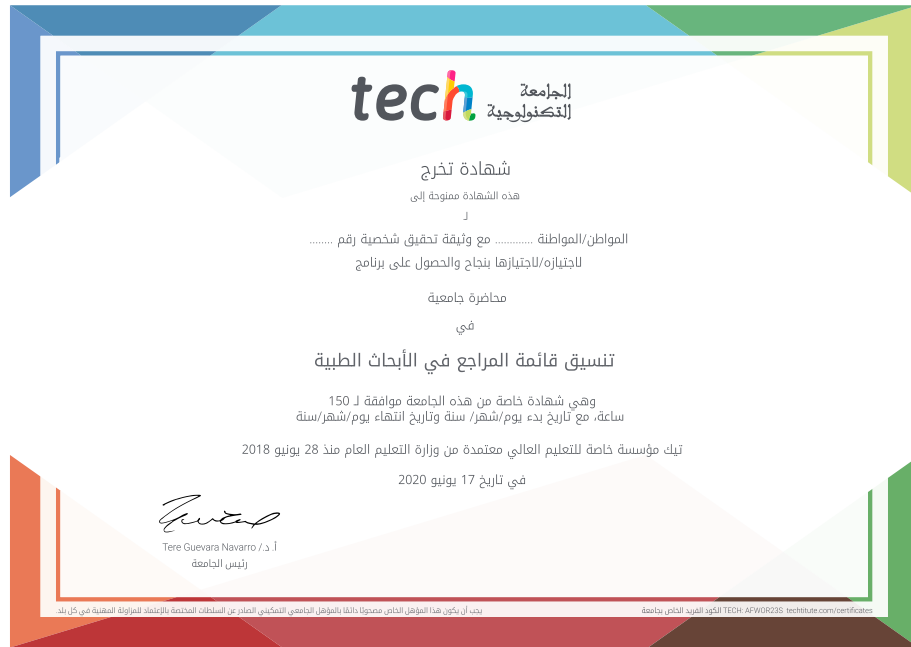 tech الجامعة
التكنولوجية
شهادة تخرج
هذه الشهادة ممنوحة إلى
لـ
المواطن/المواطنة ............. مع وثيقة تحقيق شخصية رقم ........
لاجتيازه/لاجتيازها بنجاح والحصول على برنامج
محاضرة جامعية
في
تنسيق قائمة المراجع في الأبحاث الطبية
وهي شهادة خاصة من هذه الجامعة موافقة لـ 150
ساعة، مع تاريخ بدء يوم/شهر/ سنة وتاريخ انتهاء يوم/شهر/سنة
تيك مؤسسة خاصة للتعليم العالي معتمدة من وزارة التعليم العام منذ 28 يونيو 2018
في تاريخ 17 يونيو 2020
أ. د./ Tere Guevara Navarro
رئيس الجامعة
يجب أن يكون هذا المؤهل الخاص مصحوبًا دائمًا بالمؤهل الجامعي التمكيني الصادر عن السلطات المختصة بالإعتماد للمزاولة المهنية في كل بلد.
الكود الفريد الخاص بجامعة TECH: AFWOR23S techtitute.com/certificates